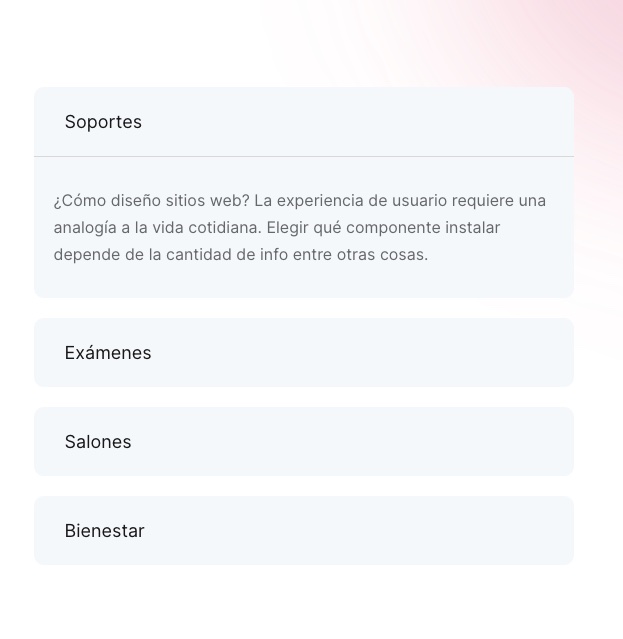 Soportes
¿Cómo diseño sitios web? La experiencia de usuario requiere una
analogía a la vida cotidiana. Elegir qué componente instalar
depende de la cantidad de info entre otras cosas.
Exámenes
Salones
Bienestar